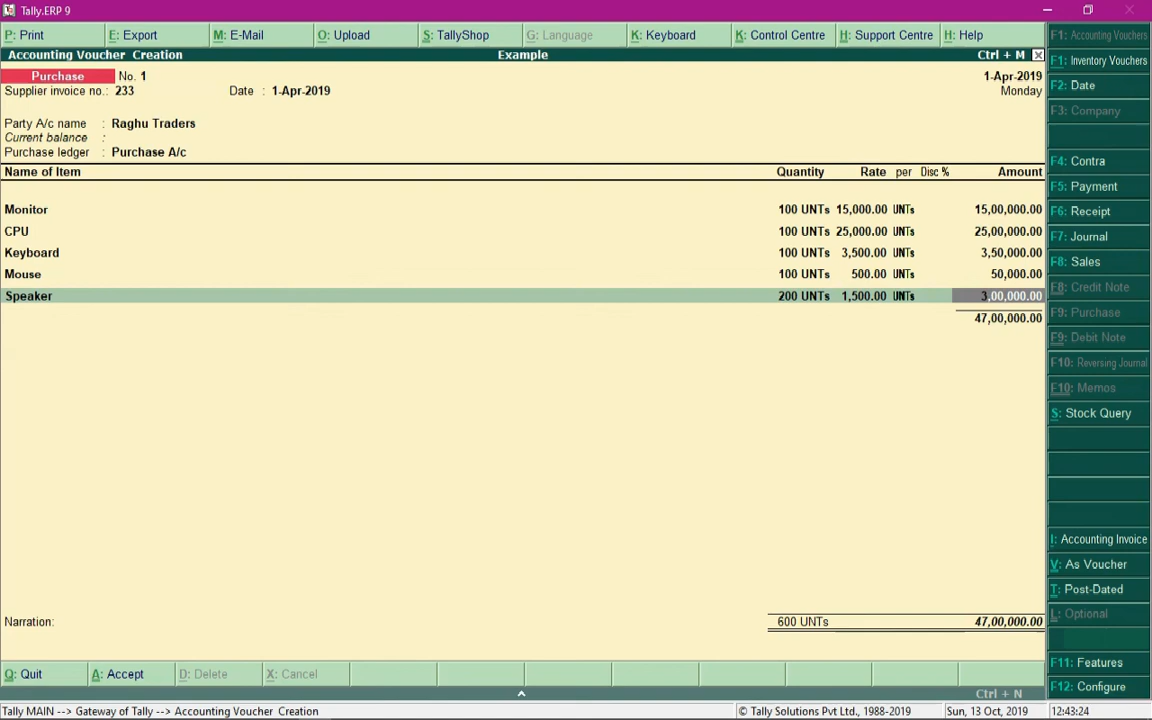 Tally.ERP 9
P: Print E: Export M: E-Mail O: Upload S: TallyShop G: Language K: Keyboard K: Control Centre H: Support Centre H: Help
Accounting Voucher Creation Example Ctrl + M
Purchase No. 1 1-Apr-2019
Supplier invoice no.: 233 Date : 1-Apr-2019 Monday
Party A/c name : Raghu Traders
Current balance :
Purchase ledger : Purchase A/c
Name of Item Quantity Rate per Disc % Amount
Monitor 100 UNTs 15,000.00 UNTs 15,00,000.00
CPU 100 UNTs 25,000.00 UNTs 25,00,000.00
Keyboard 100 UNTs 3,500.00 UNTs 3,50,000.00
Mouse 100 UNTs 500.00 UNTs 50,000.00
Speaker 200 UNTs 1,500.00 UNTs 3,00,000.00
47,00,000.00
Narration: 600 UNTs 47,00,000.00
Q: Quit A: Accept D: Delete X: Cancel
Ctrl + N
Tally MAIN --> Gateway of Tally --> Accounting Voucher Creation © Tally Solutions Pvt Ltd., 1988-2019 Sun, 13 Oct, 2019 12:43:24
F1: Accounting Vouchers
F1: Inventory Vouchers
F2: Date
F3: Company
F4: Contra
F5: Payment
F6: Receipt
F7: Journal
F8: Sales
F8: Credit Note
F9: Purchase
F9: Debit Note
F10: Reversing Journal
F10: Memos
S: Stock Query
I: Accounting Invoice
V: As Voucher
T: Post-Dated
L: Optional
F11: Features
F12: Configure